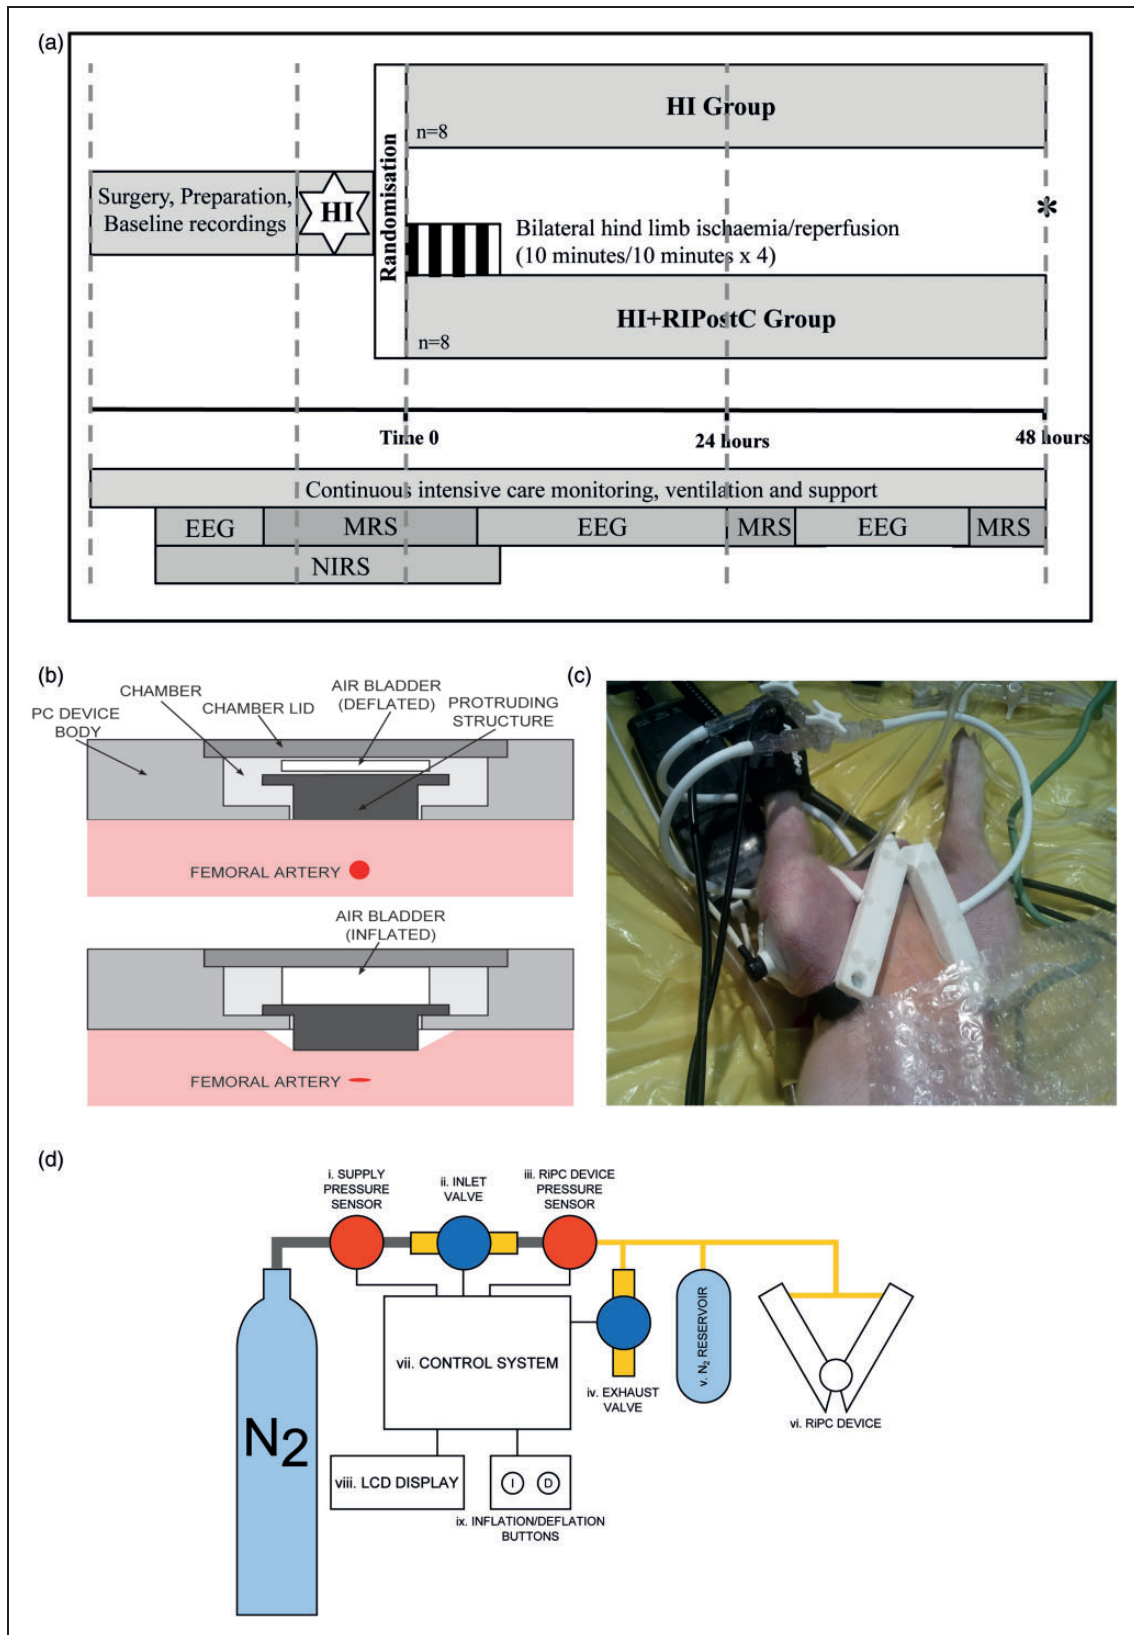 (a)
HI Group
n=8
Randomisation
Surgery, Preparation,
Baseline recordings
HI
*
Bilateral hind limb ischaemia/reperfusion
(10 minutes/10 minutes x 4)
HI+RIPostC Group
n=8
Time 0
24 hours
48 hours
Continuous intensive care monitoring, ventilation and support
EEG
MRS
EEG
MRS
EEG
MRS
NIRS
(b)
PC DEVICE
BODY
CHAMBER
CHAMBER LID
AIR BLADDER
(DEFLATED)
PROTRUDING
STRUCTURE
FEMORAL ARTERY
AIR BLADDER
(INFLATED)
FEMORAL ARTERY
(c)
(d)
i. SUPPLY
PRESSURE
SENSOR
ii. INLET
VALVE
iii. RiPC DEVICE
PRESSURE
SENSOR
N2
vii. CONTROL SYSTEM
iv. EXHAUST
VALVE
v. N2 RESERVOIR
vi. RiPC DEVICE
viii. LCD DISPLAY
I D
ix. INFLATION/DEFLATION
BUTTONS